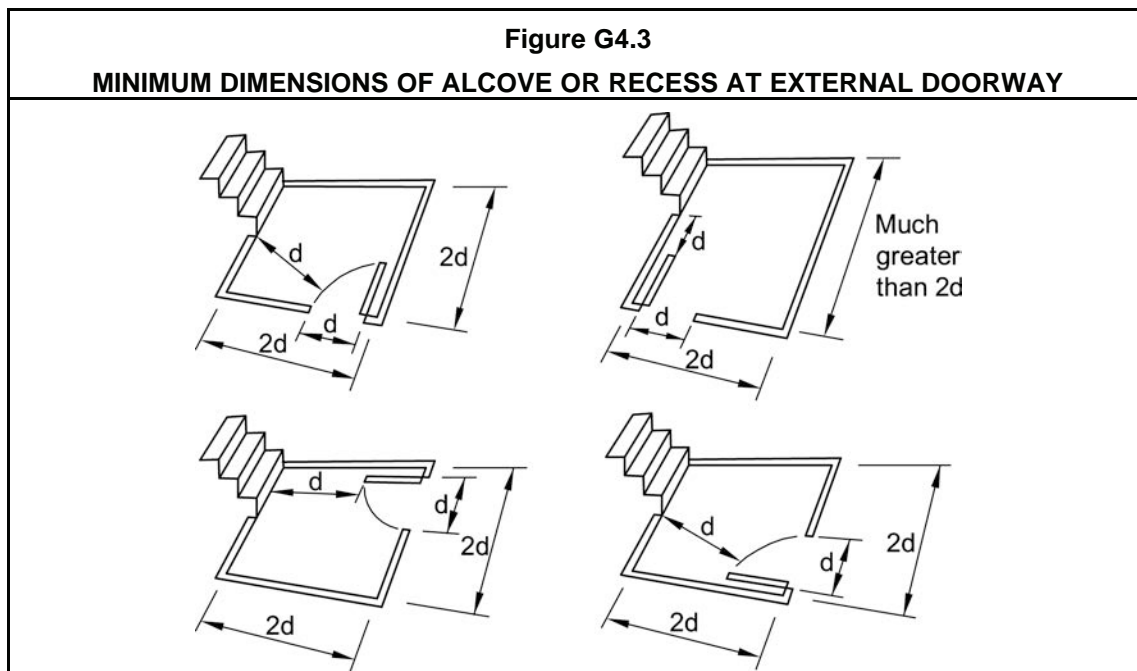 Figure G4.3
MINIMUM DIMENSIONS OF ALCOVE OR RECESS AT EXTERNAL DOORWAY
d
2d
d
2d
d
Much
greater
than 2d
d
2d
d
d
2d
2d
d
d
2d
2d